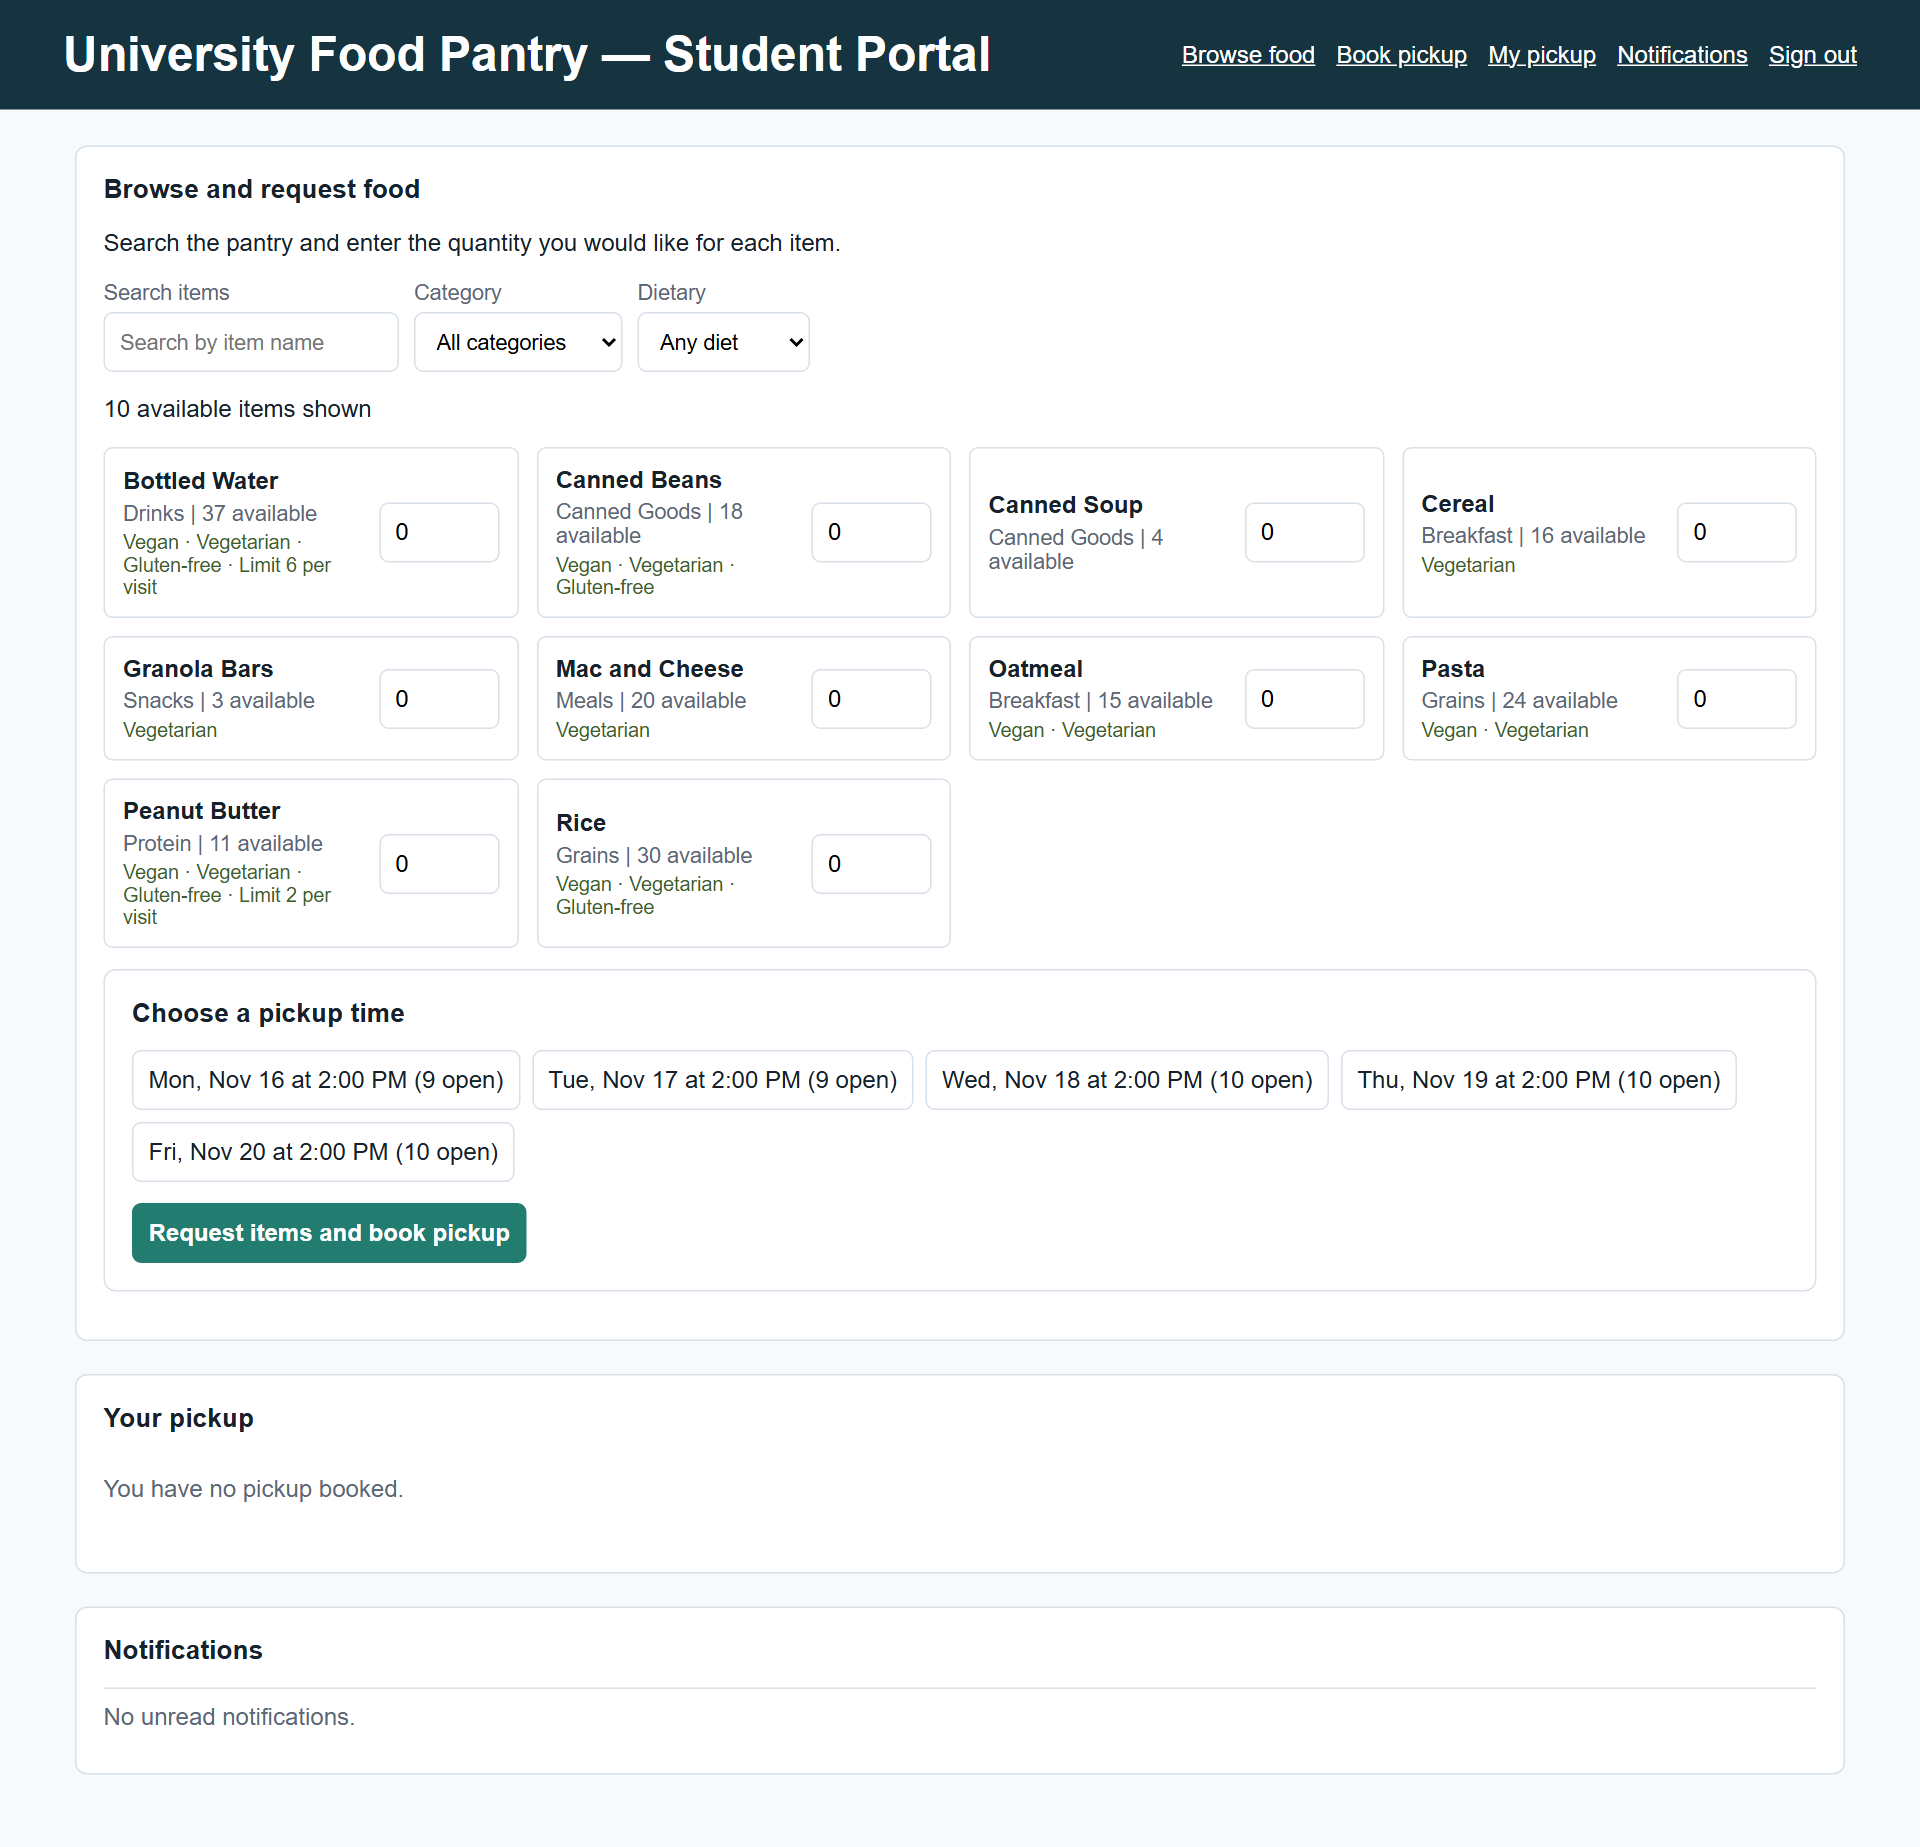 University Food Pantry — Student Portal
Browse food Book pickup My pickup Notifications Sign out
Browse and request food
Search the pantry and enter the quantity you would like for each item.
Search items
Search by item name
Category
All categories
Dietary
Any diet
10 available items shown
Bottled Water
Drinks | 37 available
Vegan · Vegetarian ·
Gluten-free · Limit 6 per
visit
0
Canned Beans
Canned Goods | 18
available
Vegan · Vegetarian ·
Gluten-free
0
Canned Soup
Canned Goods | 4
available
0
Cereal
Breakfast | 16 available
Vegetarian
0
Granola Bars
Snacks | 3 available
Vegetarian
0
Mac and Cheese
Meals | 20 available
Vegetarian
0
Oatmeal
Breakfast | 15 available
Vegan · Vegetarian
0
Pasta
Grains | 24 available
Vegan · Vegetarian
0
Peanut Butter
Protein | 11 available
Vegan · Vegetarian ·
Gluten-free · Limit 2 per
visit
0
Rice
Grains | 30 available
Vegan · Vegetarian ·
Gluten-free
0
Choose a pickup time
Mon, Nov 16 at 2:00 PM (9 open)
Tue, Nov 17 at 2:00 PM (9 open)
Wed, Nov 18 at 2:00 PM (10 open)
Thu, Nov 19 at 2:00 PM (10 open)
Fri, Nov 20 at 2:00 PM (10 open)
Request items and book pickup
Your pickup
You have no pickup booked.
Notifications
No unread notifications.